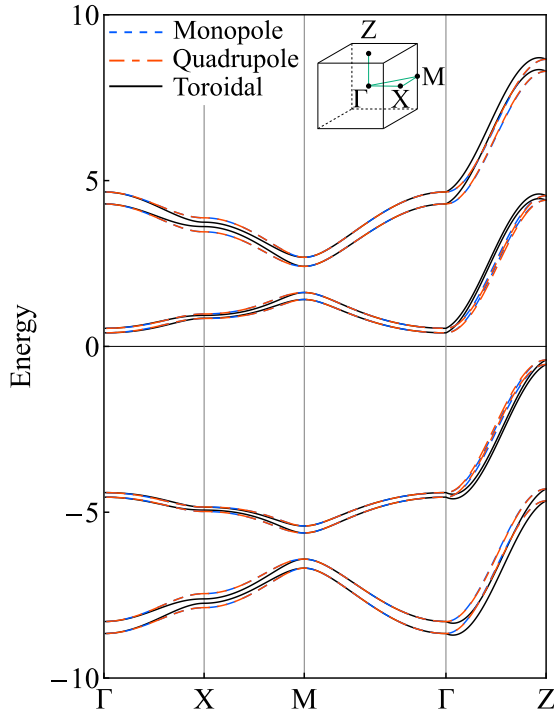 10
Monopole
Quadrupole
Toroidal
Z
Γ
X
M
5
Energy
0
−5
−10
Γ
X
M
Γ
Z